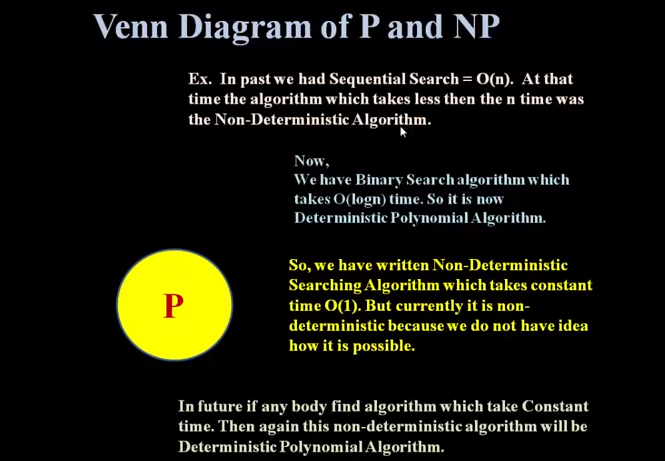 Venn Diagram of P and NP
Ex.  In past we had Sequential Search = O(n).  At that
time the algorithm which takes less then the n time was
the Non-Deterministic Algorithm.
Now,
We have Binary Search algorithm which
takes O(logn) time. So it is now
Deterministic Polynomial Algorithm.
So, we have written Non-Deterministic
Searching Algorithm which takes constant
time O(1). But currently it is non-
deterministic because we do not have idea
how it is possible.
P
In future if any body find algorithm which take Constant
time. Then again this non-deterministic algorithm will be
Deterministic Polynomial Algorithm.